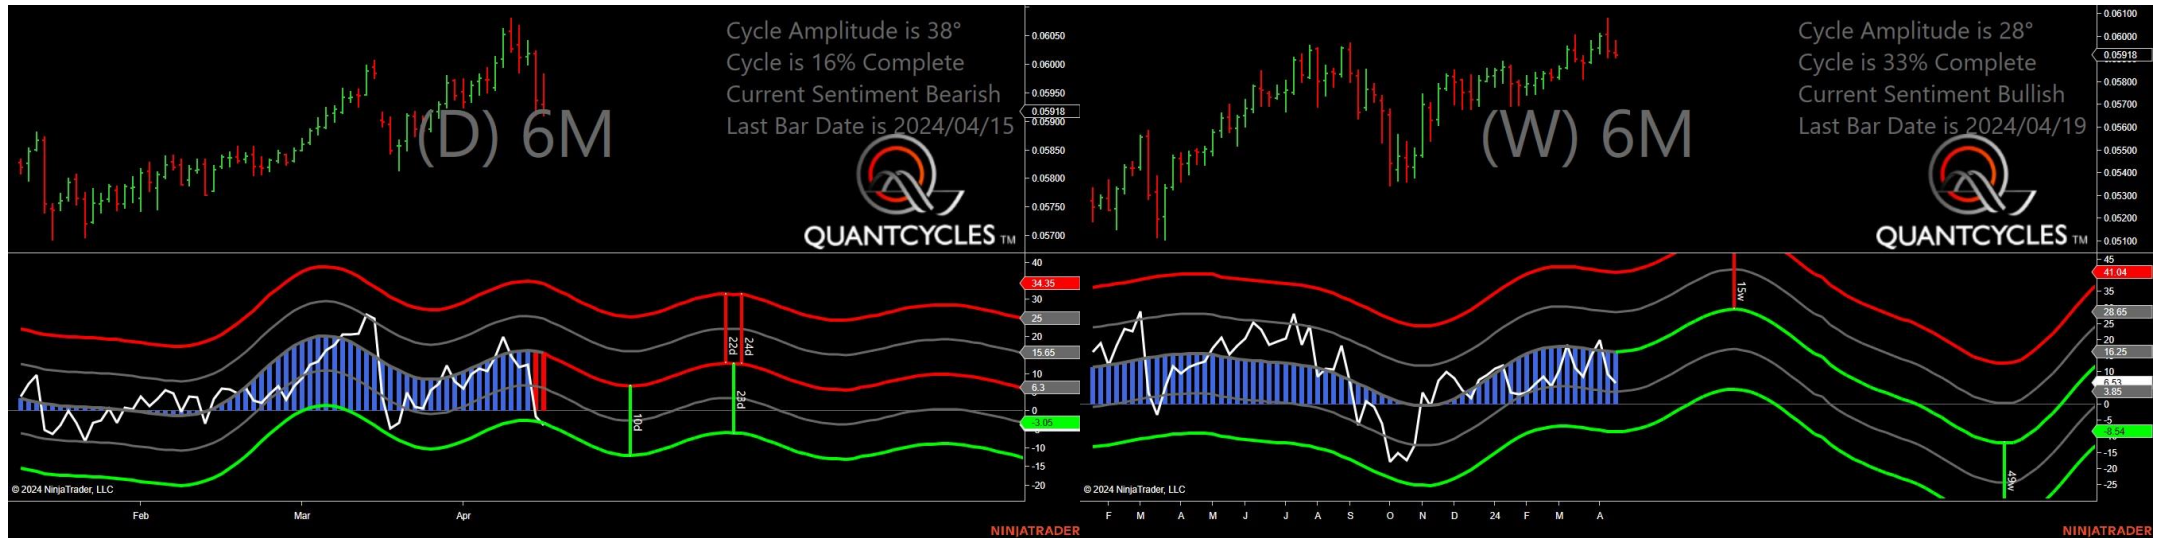 Cycle Amplitude is 38°
Cycle is 16% Complete
Current Sentiment Bearish
Last Bar Date is 2024/04/15
(D) 6M
QUANTCYCLES TM
0.06050
0.06000
0.05950
0.05918
0.05900
0.05850
0.05800
0.05750
0.05700
40
34.35
30
25
20
15.65
10
6.3
0
-3.05
-10
-15
-20
22d
24d
10d
23d
© 2024 NinjaTrader, LLC
Feb
Mar
Apr
NINJATRADER
Cycle Amplitude is 28°
Cycle is 33% Complete
Current Sentiment Bullish
Last Bar Date is 2024/04/19
(W) 6M
QUANTCYCLES TM
0.06100
0.06000
0.05918
0.05800
0.05700
0.05600
0.05500
0.05400
0.05300
0.05200
0.05100
45
41.04
35
28.65
25
20
16.25
10
6.53
3.85
0
-5
-8.54
-15
-20
-25
15w
49w
© 2024 NinjaTrader, LLC
F
M
A
M
J
J
A
S
O
N
D
24
F
M
A
NINJATRADER